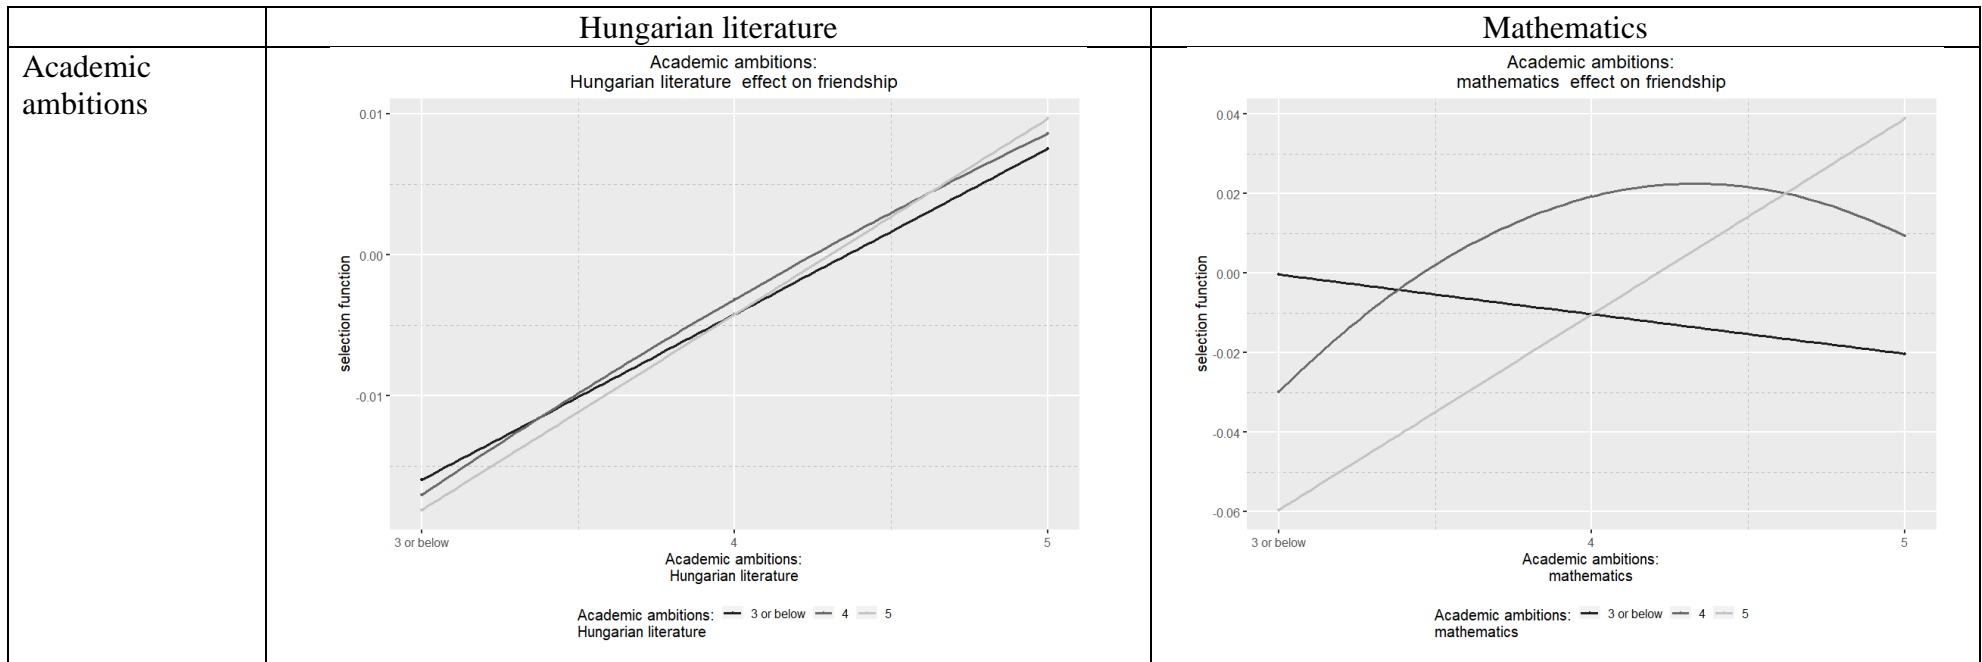 Hungarian literature
Mathematics
Academic
ambitions
Academic ambitions:
Hungarian literature effect on friendship
0.01
0.00
-0.01
selection function
3 or below
4
5
Academic ambitions:
Hungarian literature
Academic ambitions: 3 or below 4 5
Hungarian literature
Academic ambitions:
mathematics effect on friendship
0.04
0.02
0.00
-0.02
-0.04
-0.06
selection function
3 or below
4
5
Academic ambitions:
mathematics
Academic ambitions: 3 or below 4 5
mathematics